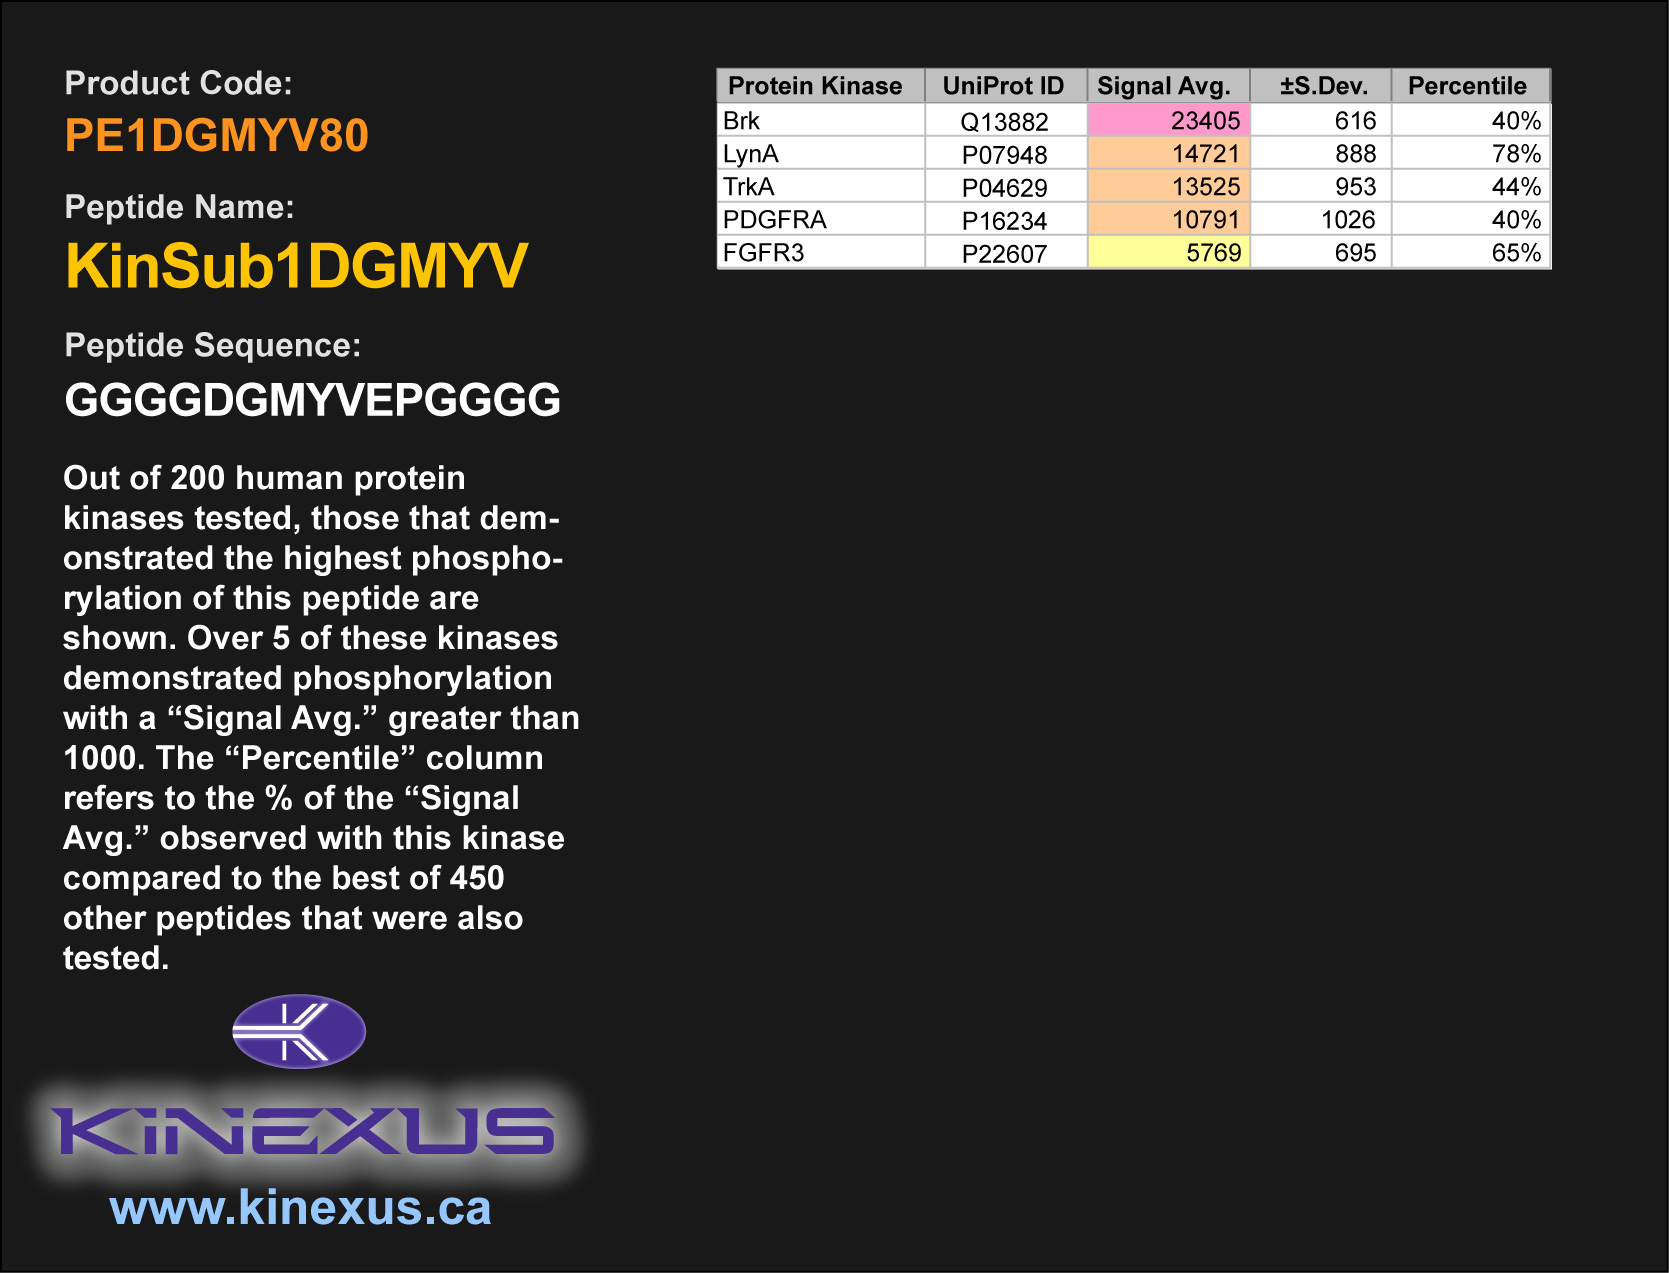 Product Code:
PE1DGMYV80
Peptide Name:
KinSub1DGMYV
Peptide Sequence:
GGGGDGMYVEPGGGG
Out of 200 human protein
kinases tested, those that dem-
onstrated the highest phospho-
rylation of this peptide are
shown. Over 5 of these kinases
demonstrated phosphorylation
with a “Signal Avg.” greater than
1000. The “Percentile” column
refers to the % of the “Signal
Avg.” observed with this kinase
compared to the best of 450
other peptides that were also
tested.
KiNEXUS
www.kinexus.ca
Protein Kinase UniProt ID Signal Avg. ±S.Dev. Percentile
Brk Q13882 23405 616 40%
LynA P07948 14721 888 78%
TrkA P04629 13525 953 44%
PDGFRA P16234 10791 1026 40%
FGFR3 P22607 5769 695 65%